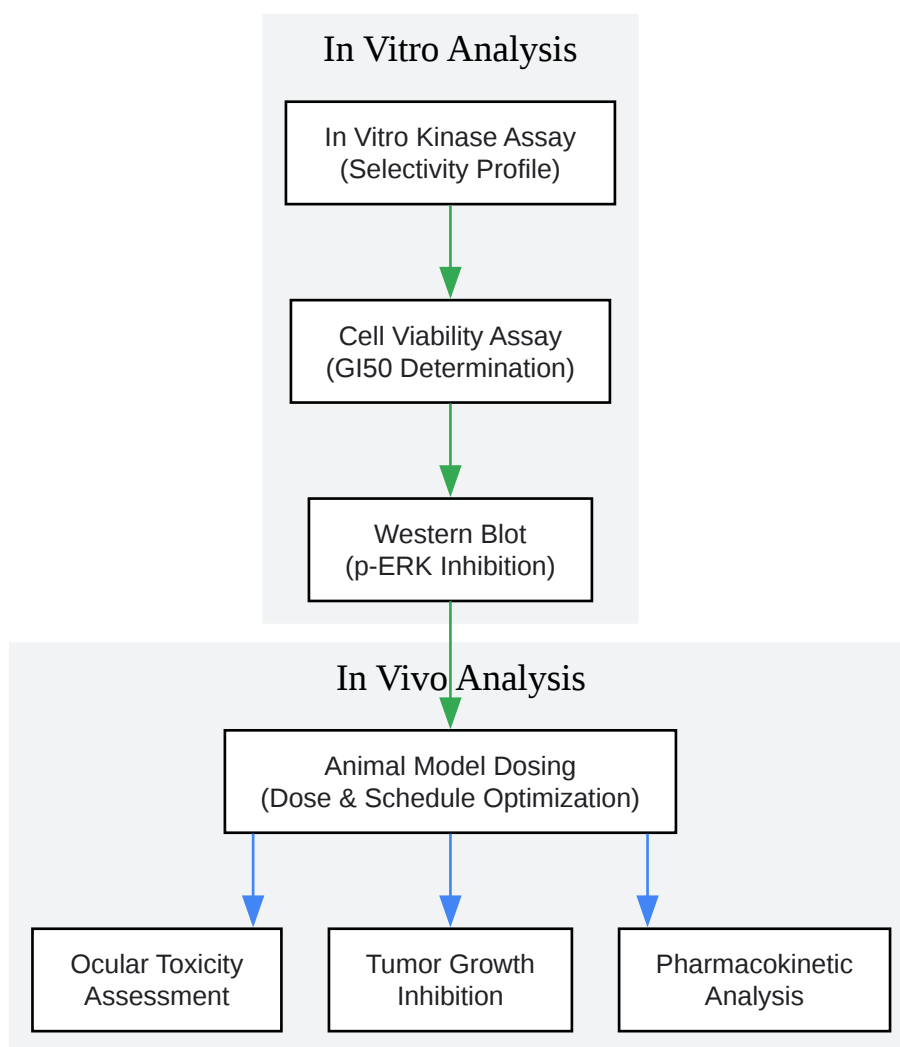 In Vitro Analysis
In Vitro Kinase Assay
(Selectivity Profile)
Cell Viability Assay
(GI50 Determination)
Western Blot
(p-ERK Inhibition)
In Vivo Analysis
Animal Model Dosing
(Dose & Schedule Optimization)
Ocular Toxicity
Assessment
Tumor Growth
Inhibition
Pharmacokinetic
Analysis